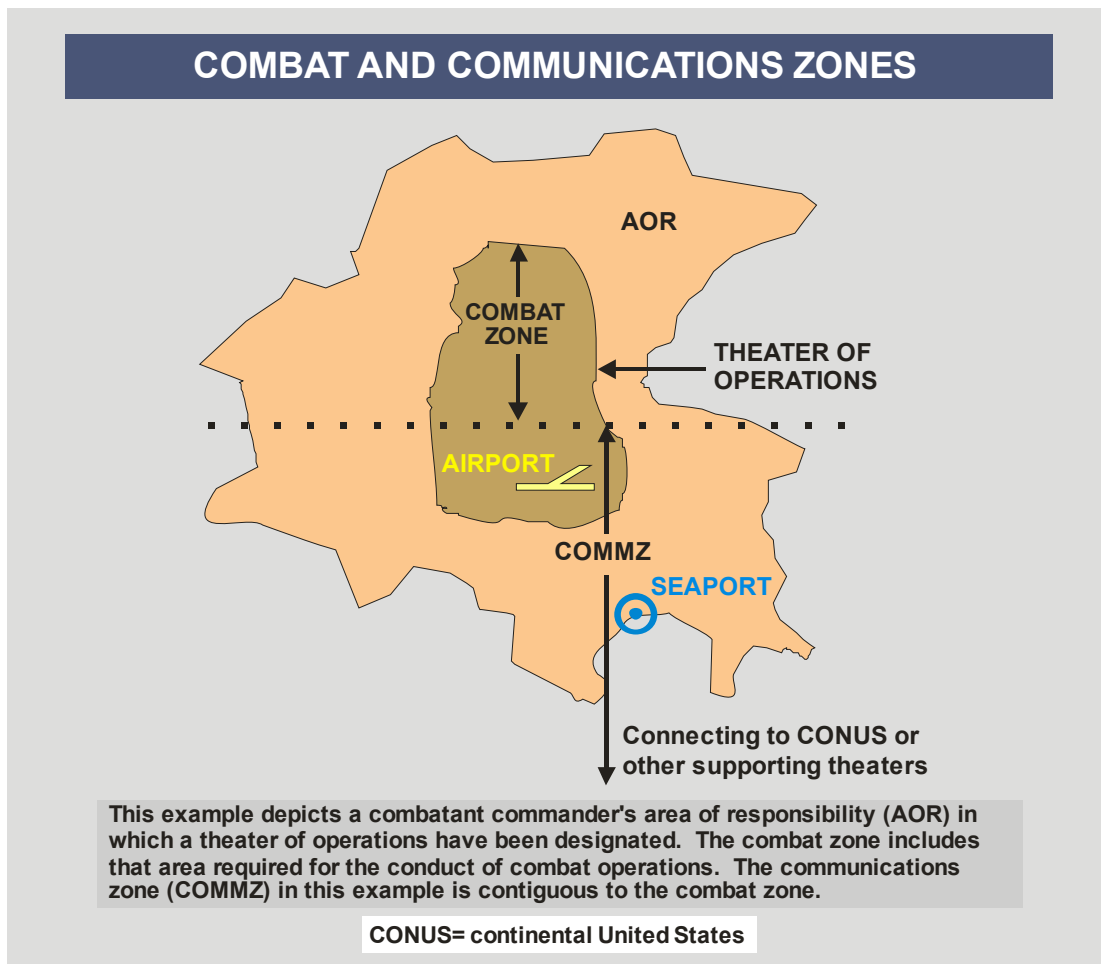 COMBAT AND COMMUNICATIONS ZONES
AOR
COMBAT
ZONE
THEATER OF
OPERATIONS
AIRPORT
COMMZ
SEAPORT
Connecting to CONUS or
other supporting theaters
This example depicts a combatant commander's area of responsibility (AOR) in
which a theater of operations have been designated.  The combat zone includes
that area required for the conduct of combat operations.  The communications
zone (COMMZ) in this example is contiguous to the combat zone.
CONUS= continental United States